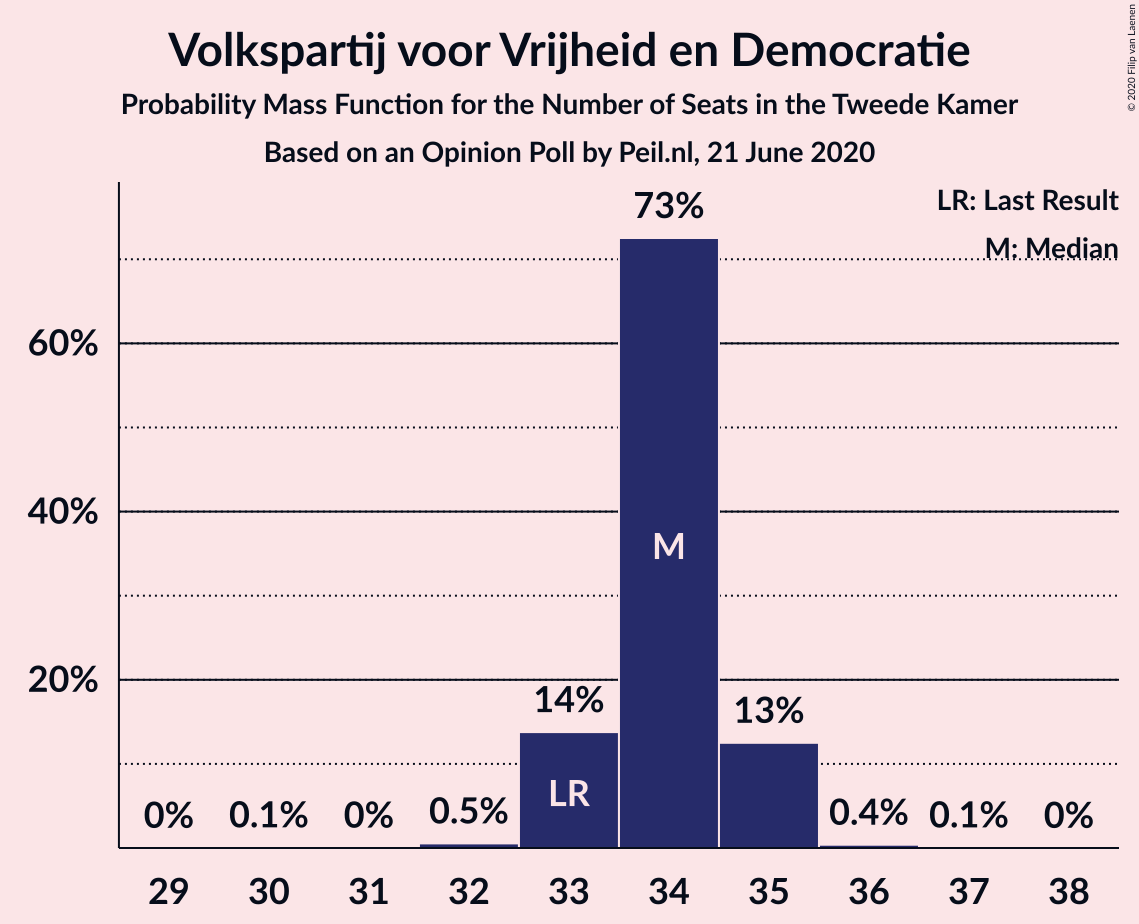 Volkspartij voor Vrijheid en Democratie
Probability Mass Function for the Number of Seats in the Tweede Kamer
Based on an Opinion Poll by Peil.nl, 21 June 2020
© 2020 Filip van Laenen
LR: Last Result
M: Median
60%
40%
20%
0%
0.1%
0%
0.5%
14%
73%
13%
0.4%
0.1%
0%
LR
M
29 30 31 32 33 34 35 36 37 38